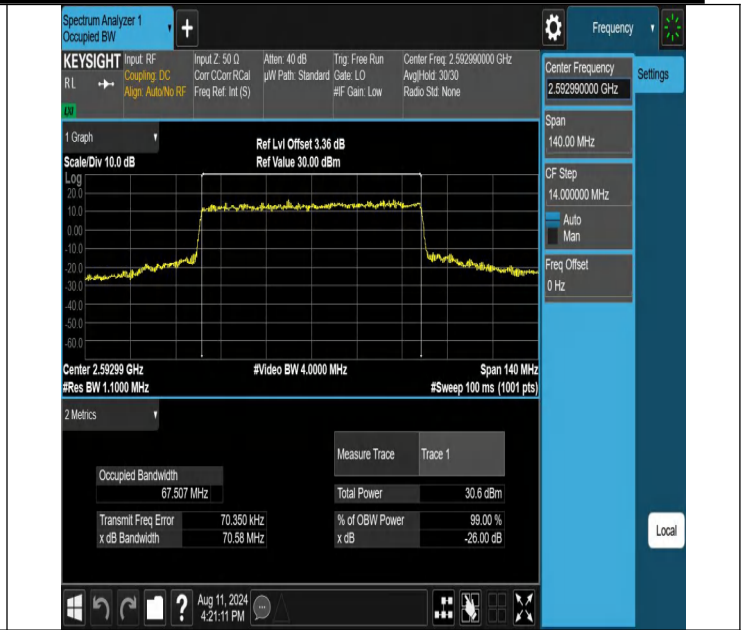 Spectrum Analyzer 1
Occupied BW
Frequency
KEYSIGHT
RL
LXI
Input: RF
Coupling: DC
Align: Auto/No RF
Input Z: 50 Ω
Corr CCorr RCal
Freq Ref: Int (S)
Atten: 40 dB
µW Path: Standard
Trig: Free Run
Gate: LO
#IF Gain: Low
Center Freq: 2.592990000 GHz
Avg|Hold: 30/30
Radio Std: None
Center Frequency
2.592990000 GHz
Settings
Span
140.00 MHz
CF Step
14.000000 MHz
Auto
Man
Freq Offset
0 Hz
1 Graph
Scale/Div 10.0 dB
Ref Lvl Offset 3.36 dB
Ref Value 30.00 dBm
Log
20.0
10.0
0.00
-10.0
-20.0
-30.0
-40.0
-50.0
-60.0
Center 2.59299 GHz
#Video BW 4.0000 MHz
Span 140 MHz
#Res BW 1.1000 MHz
#Sweep 100 ms (1001 pts)
2 Metrics
Measure Trace Trace 1
Occupied Bandwidth
67.507 MHz
Total Power 30.6 dBm
Transmit Freq Error 70.350 kHz
% of OBW Power 99.00 %
x dB Bandwidth 70.58 MHz
x dB -26.00 dB
Local
?
Aug 11, 2024
4:21:11 PM